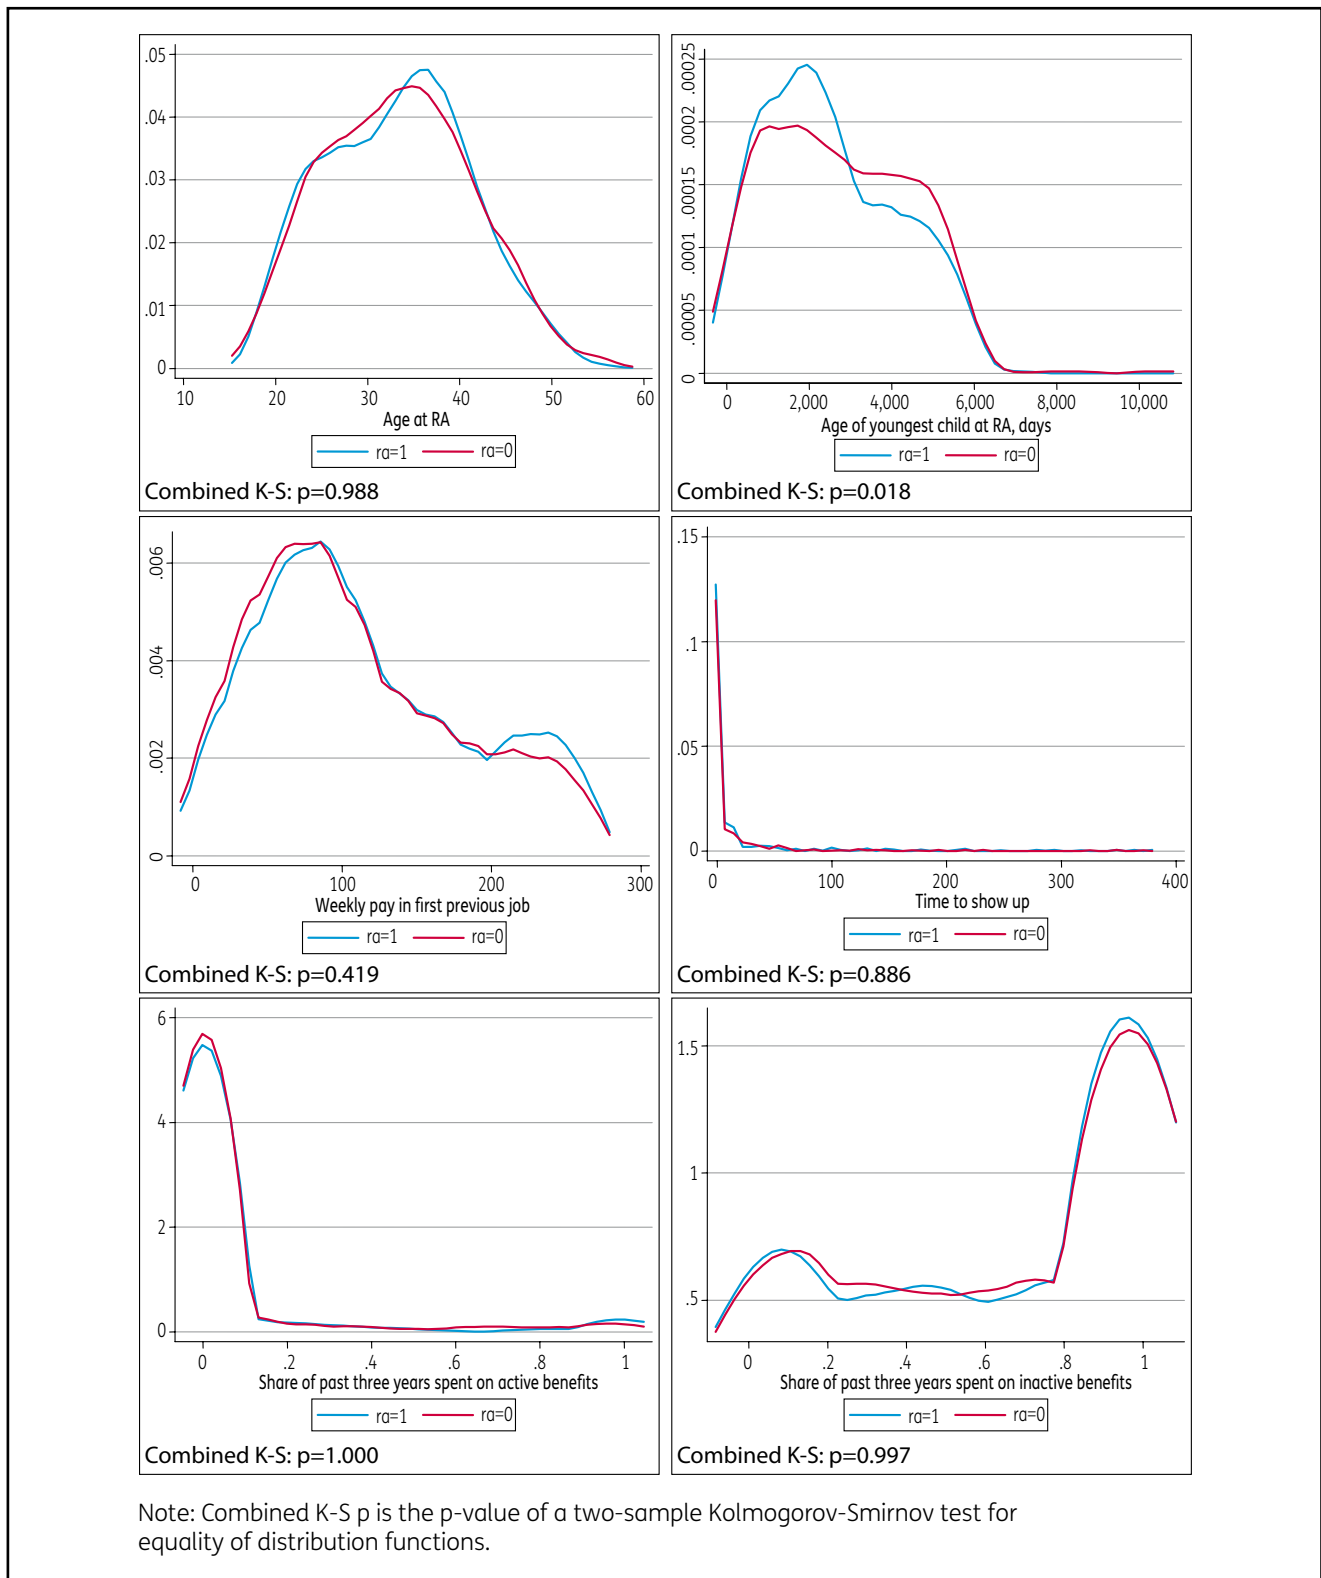 .05
.04
.03
.02
.01
0
10 20 30 40 50 60
Age at RA
ra=1 ra=0
Combined K-S: p=0.988
.00025
.0002
.00015
.0001
.00005
0
0 2,000 4,000 6,000 8,000 10,000
Age of youngest child at RA, days
ra=1 ra=0
Combined K-S: p=0.018
.006
.004
.002
0
0 100 200 300
Weekly pay in first previous job
ra=1 ra=0
Combined K-S: p=0.419
.15
.1
.05
0
0 100 200 300 400
Time to show up
ra=1 ra=0
Combined K-S: p=0.886
6
4
2
0
0 .2 .4 .6 .8 1
Share of past three years spent on active benefits
ra=1 ra=0
Combined K-S: p=1.000
1.5
1
.5
0 .2 .4 .6 .8 1
Share of past three years spent on inactive benefits
ra=1 ra=0
Combined K-S: p=0.997
Note: Combined K-S p is the p-value of a two-sample Kolmogorov-Smirnov test for
equality of distribution functions.